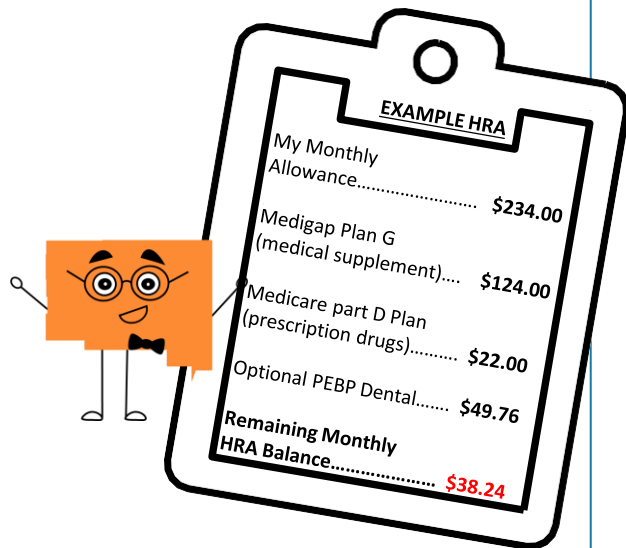 EXAMPLE HRA
My Monthly
Allowance......................... $234.00
Medigap Plan G
(medical supplement).... $124.00
Medicare part D Plan
(prescription drugs).......... $22.00
Optional PEBP Dental....... $49.76
Remaining Monthly
HRA Balance..................... $38.24